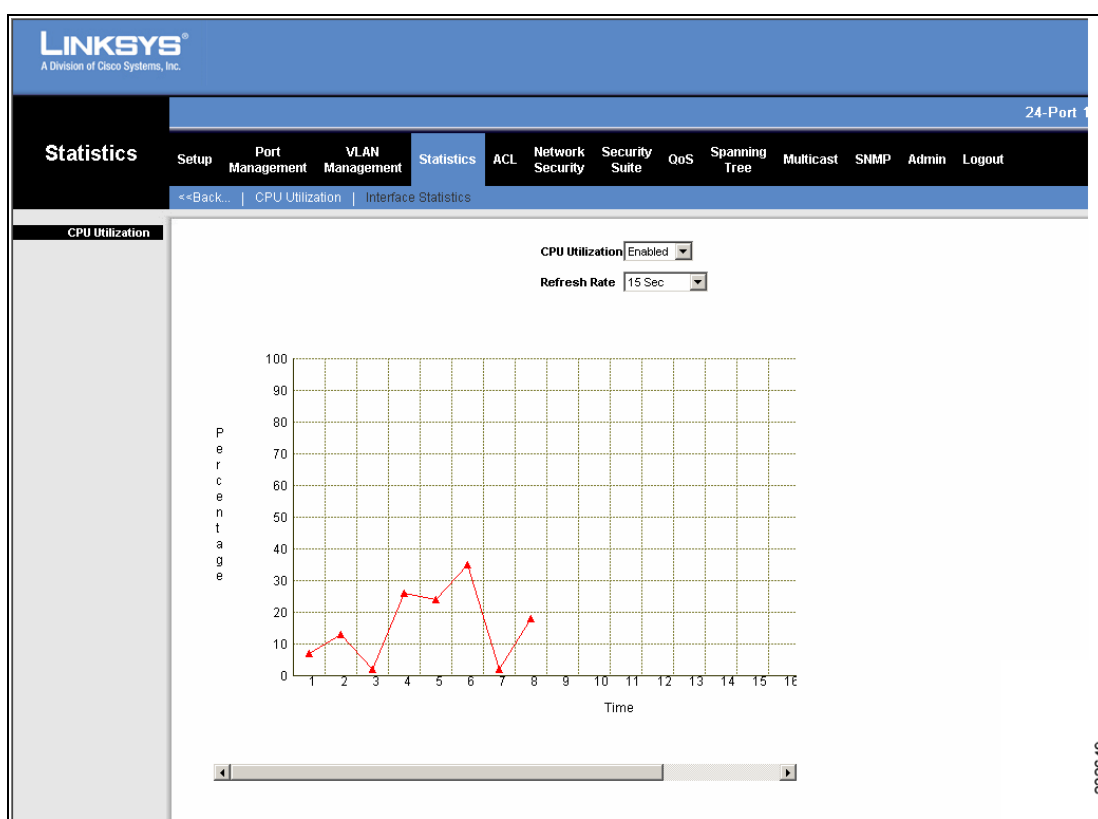 LINKSYS®
A Division of Cisco Systems, Inc.
24-Port 1
Statistics
Setup Port Management VLAN Management Statistics ACL Network Security Security Suite QoS Spanning Tree Multicast SNMP Admin Logout
<<Back... | CPU Utilization | Interface Statistics
CPU Utilization
CPU Utilization Enabled
Refresh Rate 15 Sec
100
90
80
70
60
50
40
30
20
10
0
Percentage
1 2 3 4 5 6 7 8 9 10 11 12 13 14 15
Time